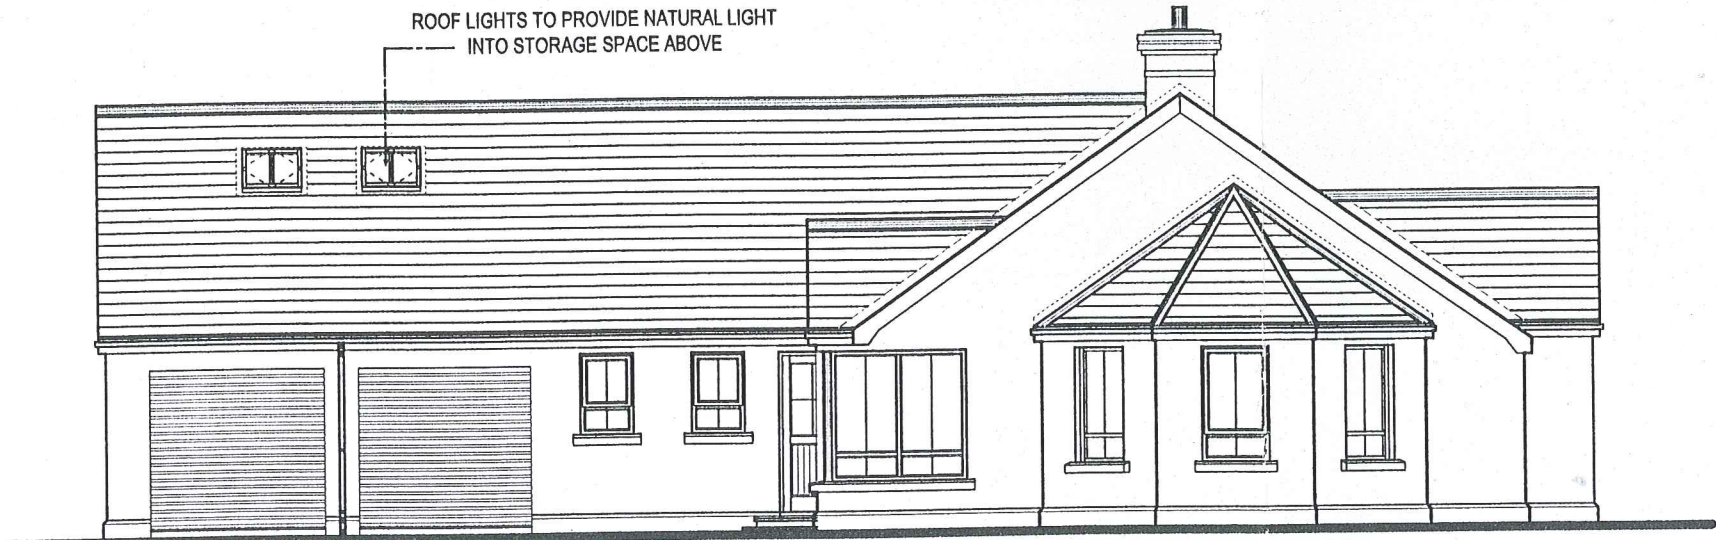 ROOF LIGHTS TO PROVIDE NATURAL LIGHT
INTO STORAGE SPACE ABOVE